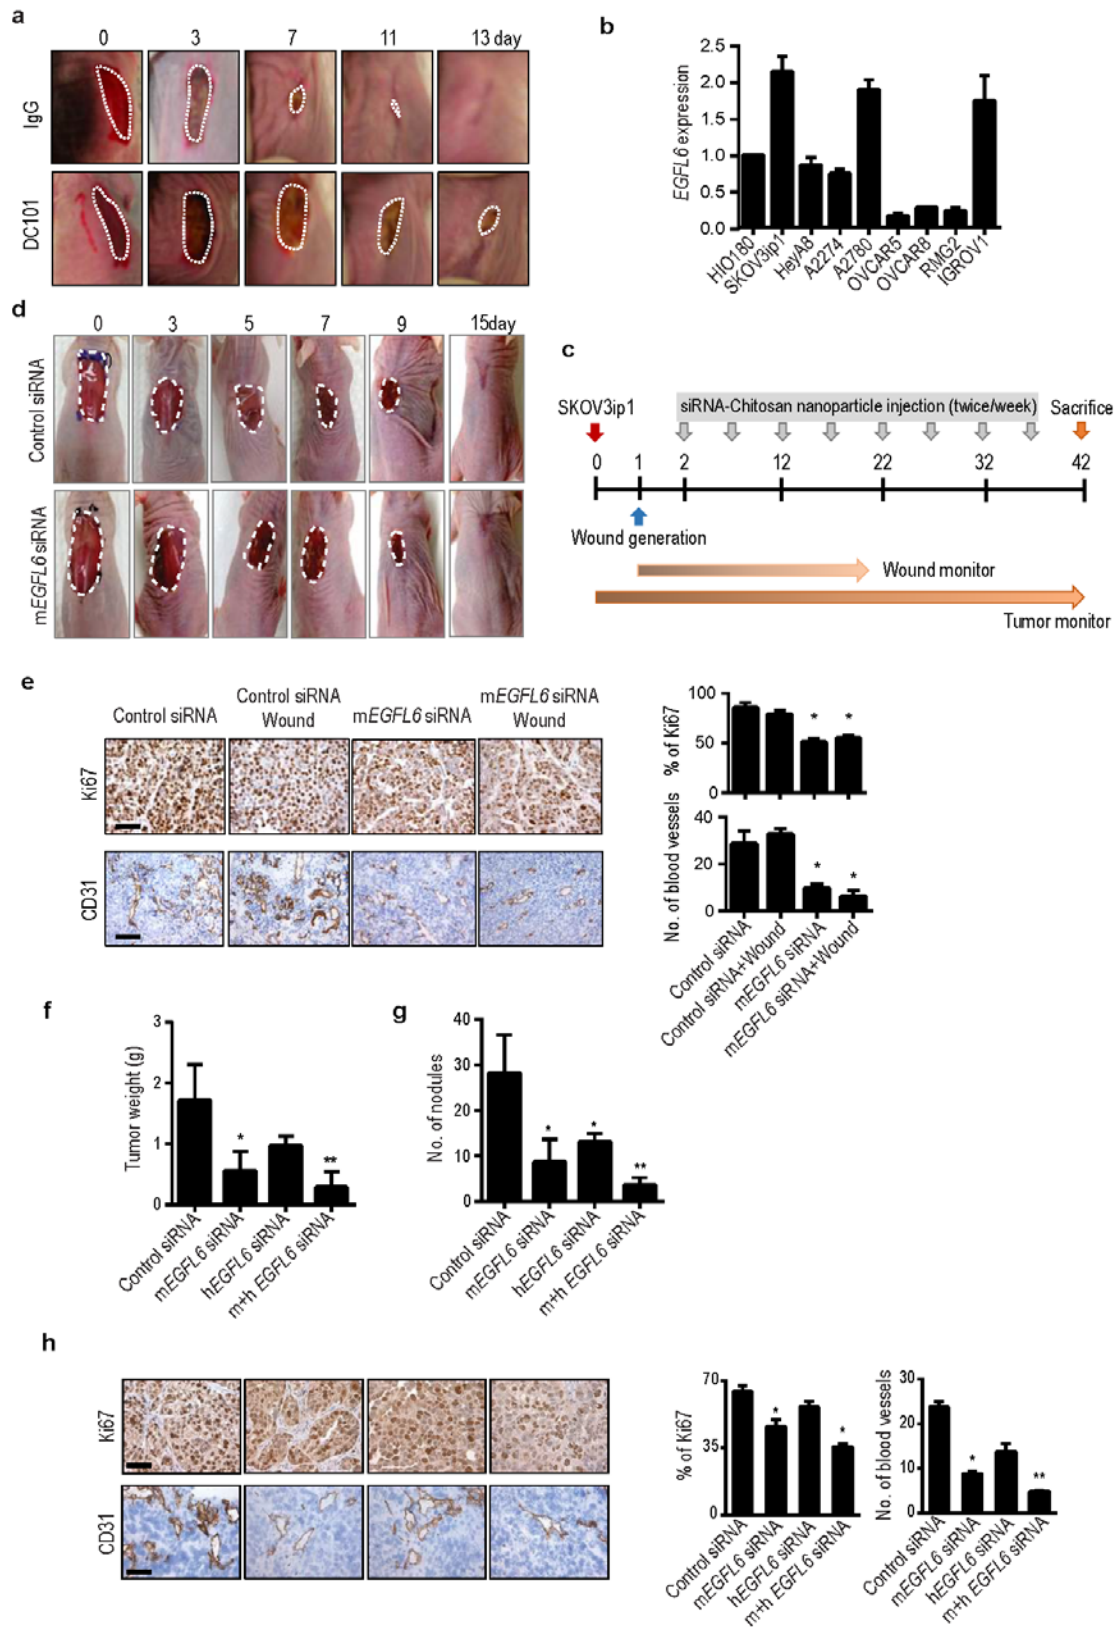 a
0 3 7 11 13 day
IgG
DC101
b
EGFL6 expression
2.5
2.0
1.5
1.0
0.5
0.0
HIO180
SKOV3ip1
HeyA8
A2274
A2780
OVCAR5
OVCAR8
RMG2
IGROV1
d
0 3 5 7 9 15day
Control siRNA
mEGFL6 siRNA
c
SKOV3ip1
siRNA-Chitosan nanoparticle injection (twice/week)
Sacrifice
0 1 2 12 22 32 42
Wound generation
Wound monitor
Tumor monitor
e
Control siRNA
Control siRNA
Wound
mEGFL6 siRNA
mEGFL6 siRNA
Wound
Ki67
CD31
% of Ki67
100
50
0
* *
No. of blood vessels
40
20
0
* *
Control siRNA
Control siRNA+Wound
mEGFL6 siRNA
mEGFL6 siRNA+Wound
f
Tumor weight (g)
3
2
1
0
* **
Control siRNA
mEGFL6 siRNA
hEGFL6 siRNA
m+h EGFL6 siRNA
g
No. of nodules
40
30
20
10
0
* * **
Control siRNA
mEGFL6 siRNA
hEGFL6 siRNA
m+h EGFL6 siRNA
h
Ki67
CD31
% of Ki67
70
35
0
* *
Control siRNA
mEGFL6 siRNA
hEGFL6 siRNA
m+h EGFL6 siRNA
No. of blood vessels
30
20
10
0
* **
Control siRNA
mEGFL6 siRNA
hEGFL6 siRNA
m+h EGFL6 siRNA